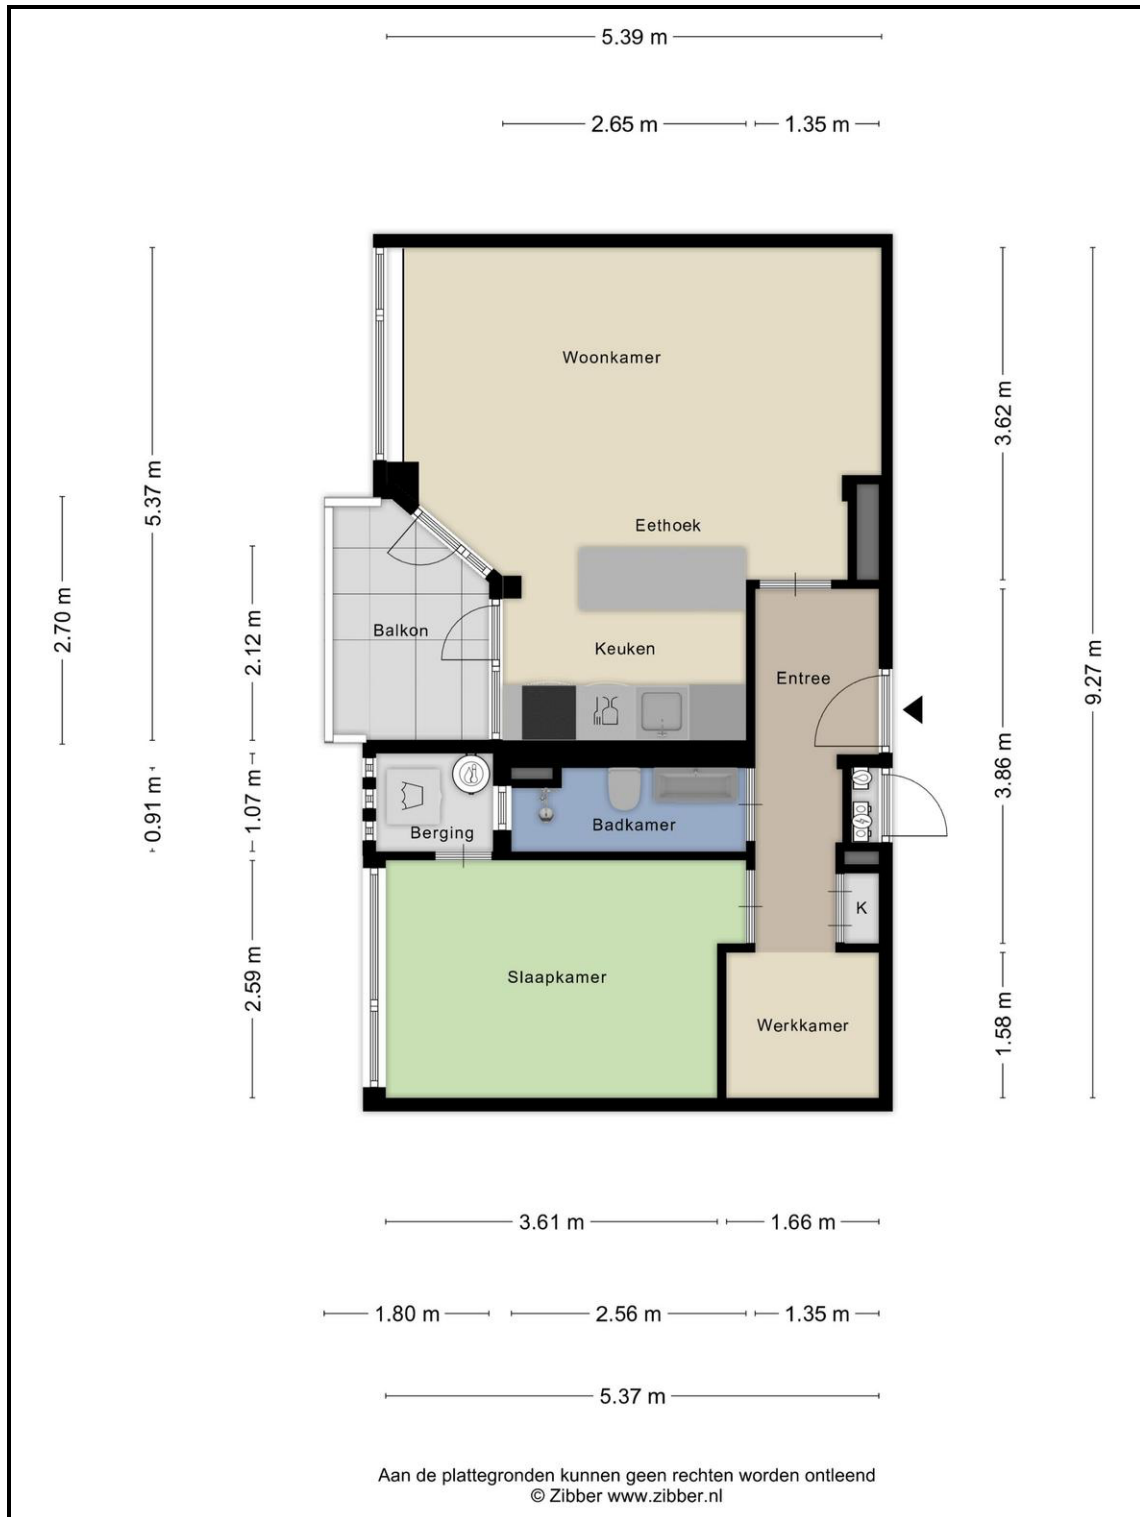 5.39 m
2.65 m
1.35 m
Woonkamer
5.37 m
3.62 m
Eethoek
2.70 m
2.12 m
Balkon
Keuken
Entree
9.27 m
0.91 m
1.07 m
3.86 m
Berging
Badkamer
K
2.59 m
Slaapkamer
Werkkamer
1.58 m
3.61 m
1.66 m
1.80 m
2.56 m
1.35 m
5.37 m
Aan de plattegronden kunnen geen rechten worden ontleend
© Zibber www.zibber.nl